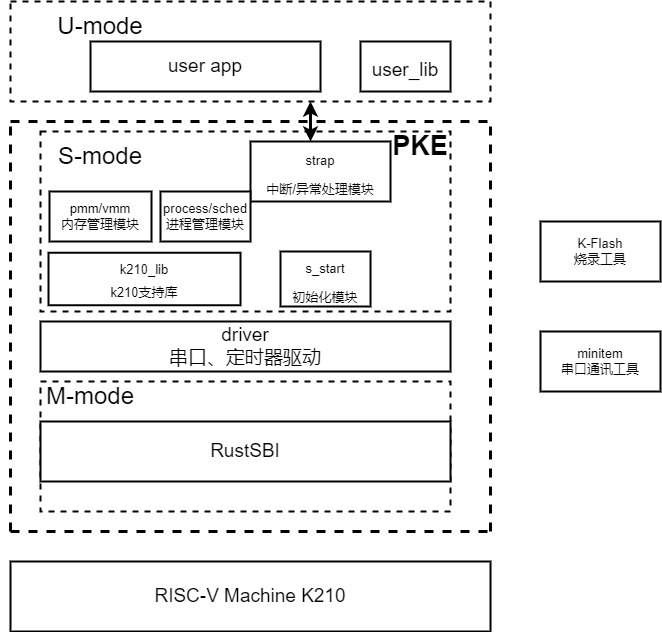 U-mode
user app
user_lib
PKE
S-mode
strap
中断/异常处理模块
pmm/vmm
内存管理模块
process/sched
进程管理模块
k210_lib
k210支持库
s_start
初始化模块
driver
串口、定时器驱动
M-mode
RustSBI
RISC-V Machine K210
K-Flash
烧录工具
minitem
串口通讯工具